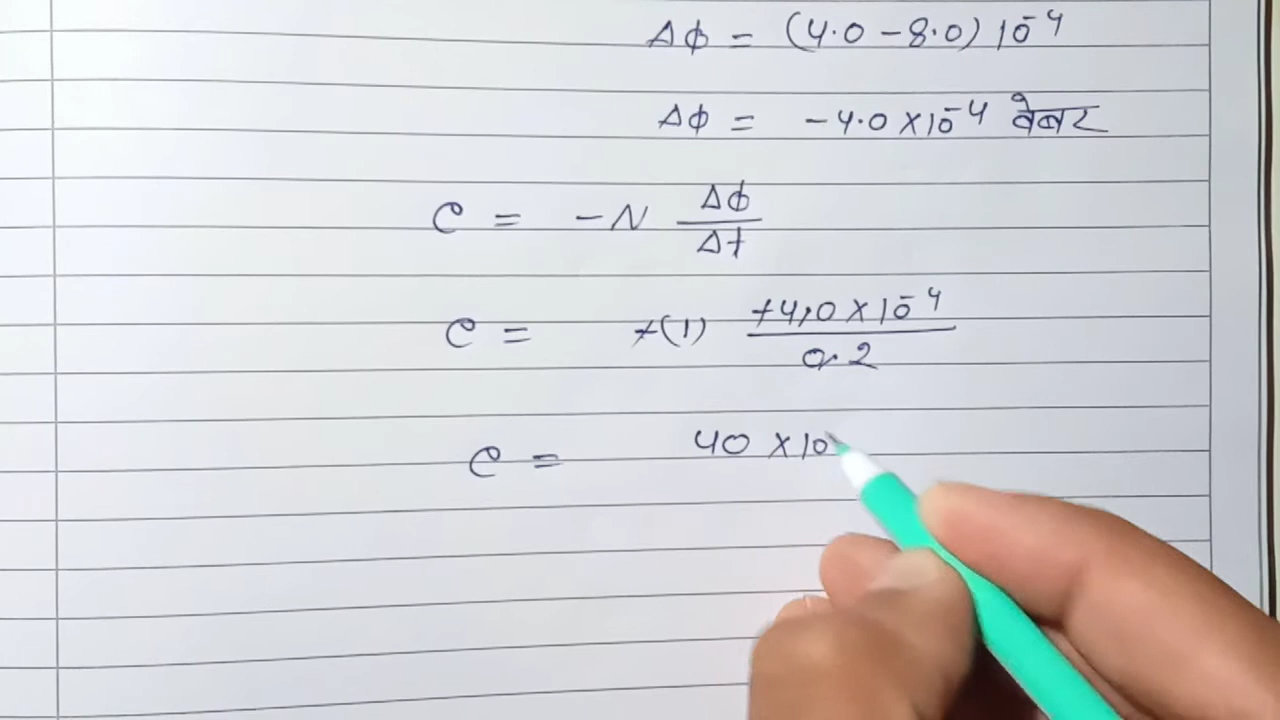 Δϕ = (4.0 - 8.0) 10⁻⁴
Δϕ = - 4.0 × 10⁻⁴ वेबर
e = - N Δϕ/Δt
e = +(1) +4.0 × 10⁻⁴/0.2
e = 40 × 10